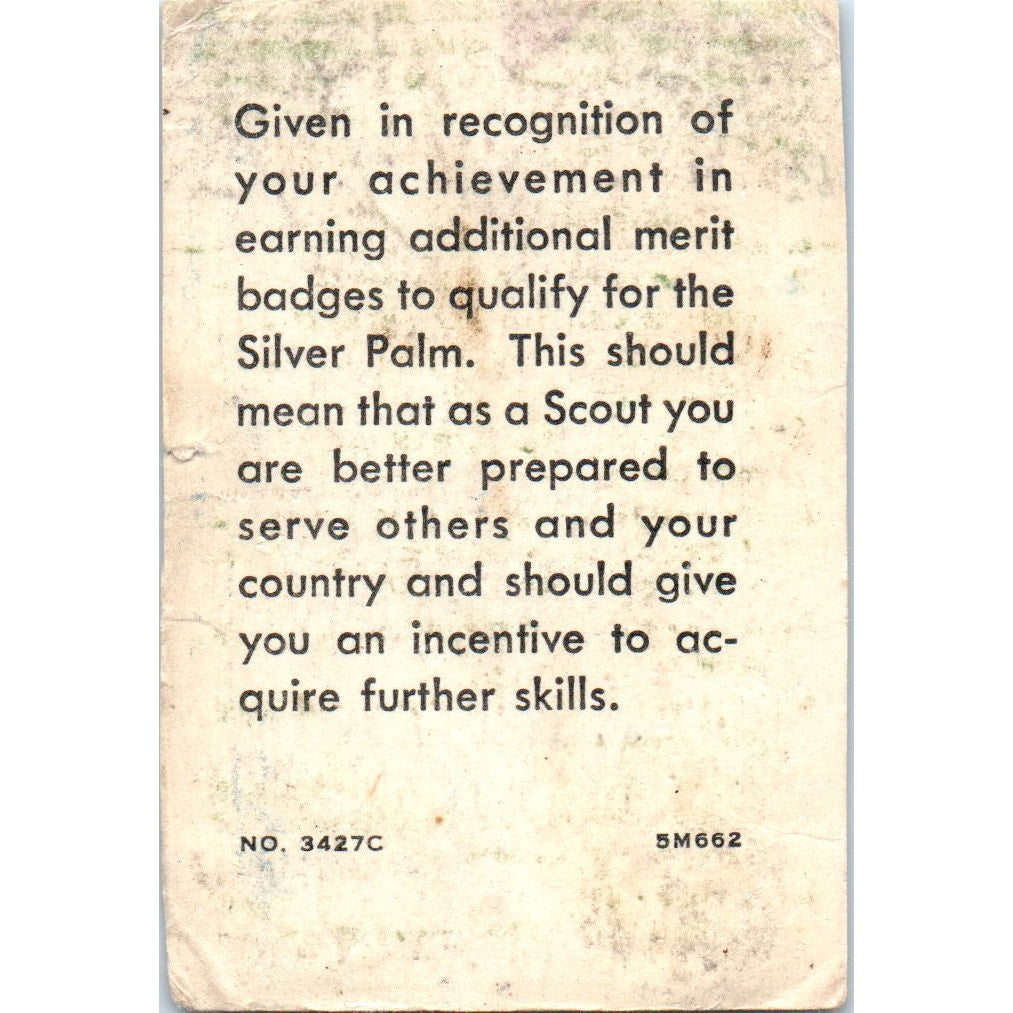 Given in recognition of
your achievement in
earning additional merit
badges to qualify for the
Silver Palm. This should
mean that as a Scout you
are better prepared to
serve others and your
country and should give
you an incentive to ac-
quire further skills.
NO. 3427C 5M662